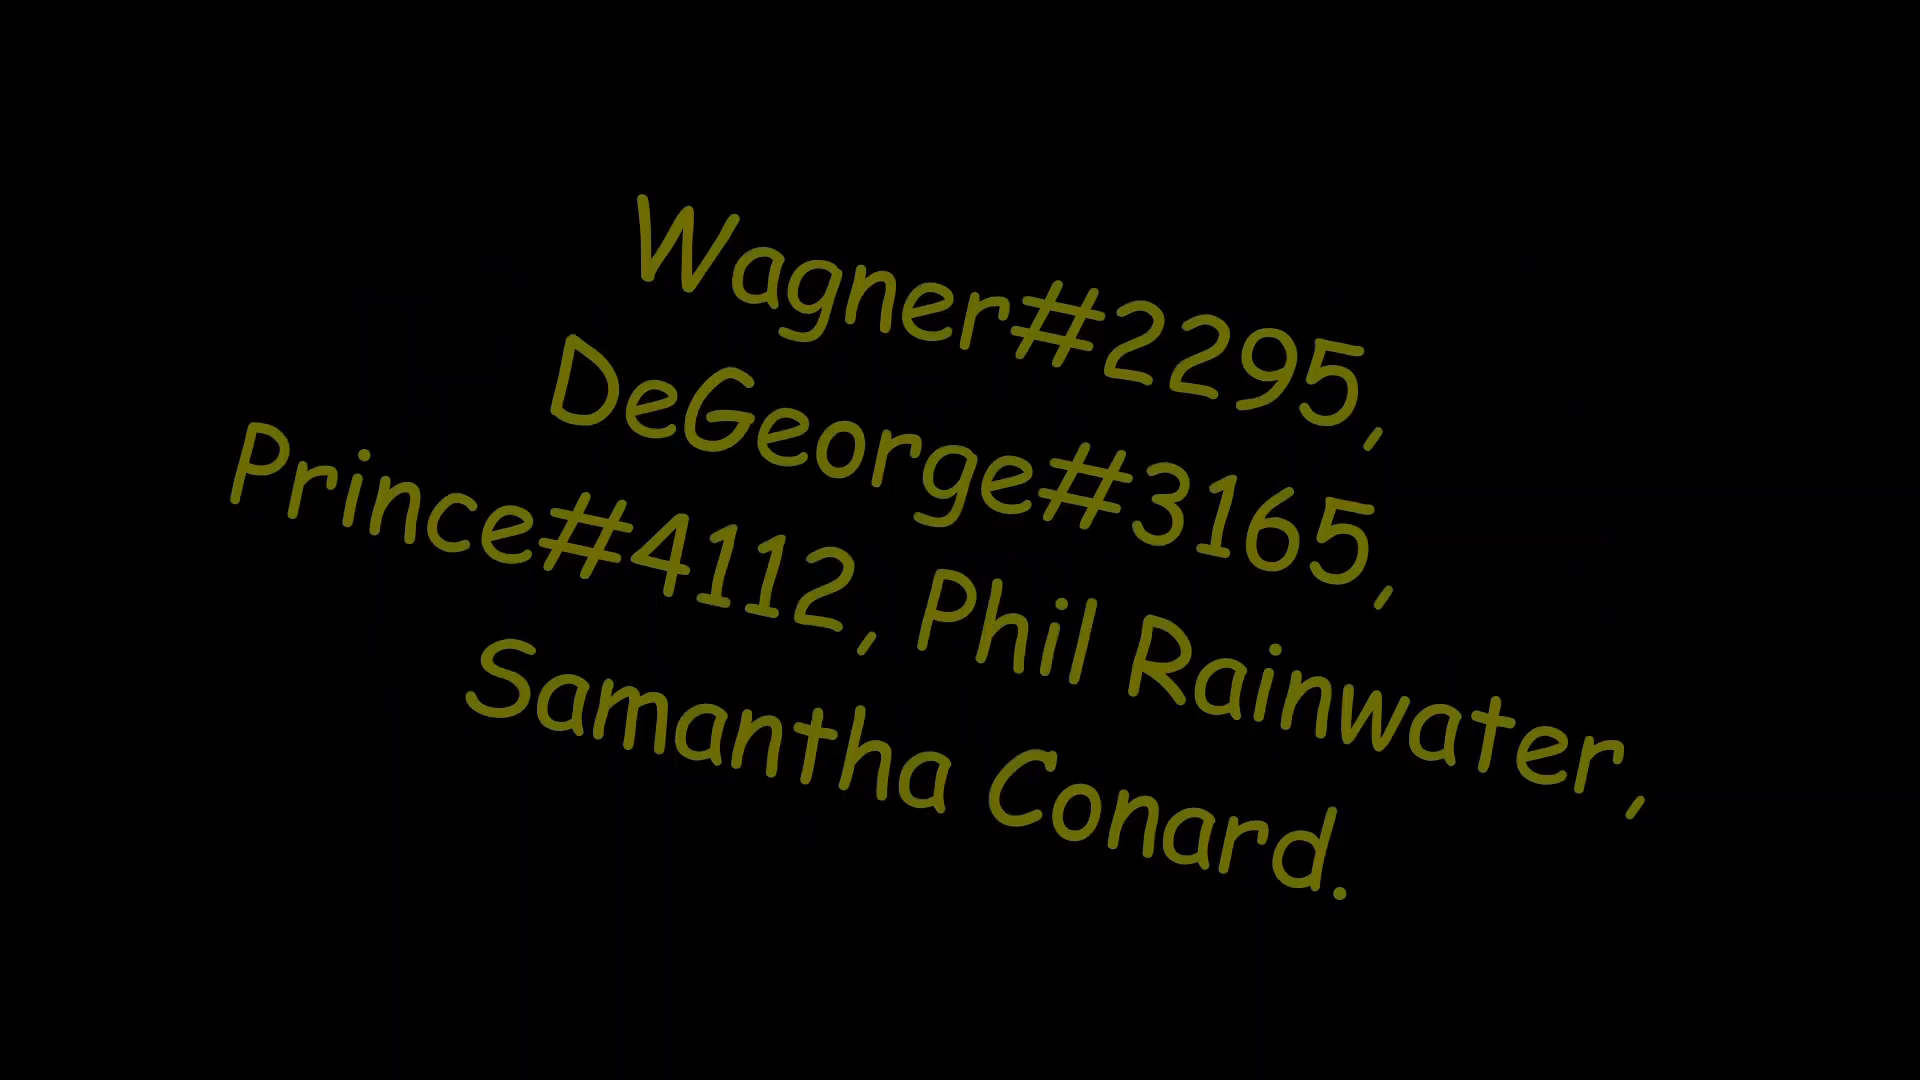 Wagner#2295,
DeGeorge#3165,
Prince#4112, Phil Rainwater,
Samantha Conard.